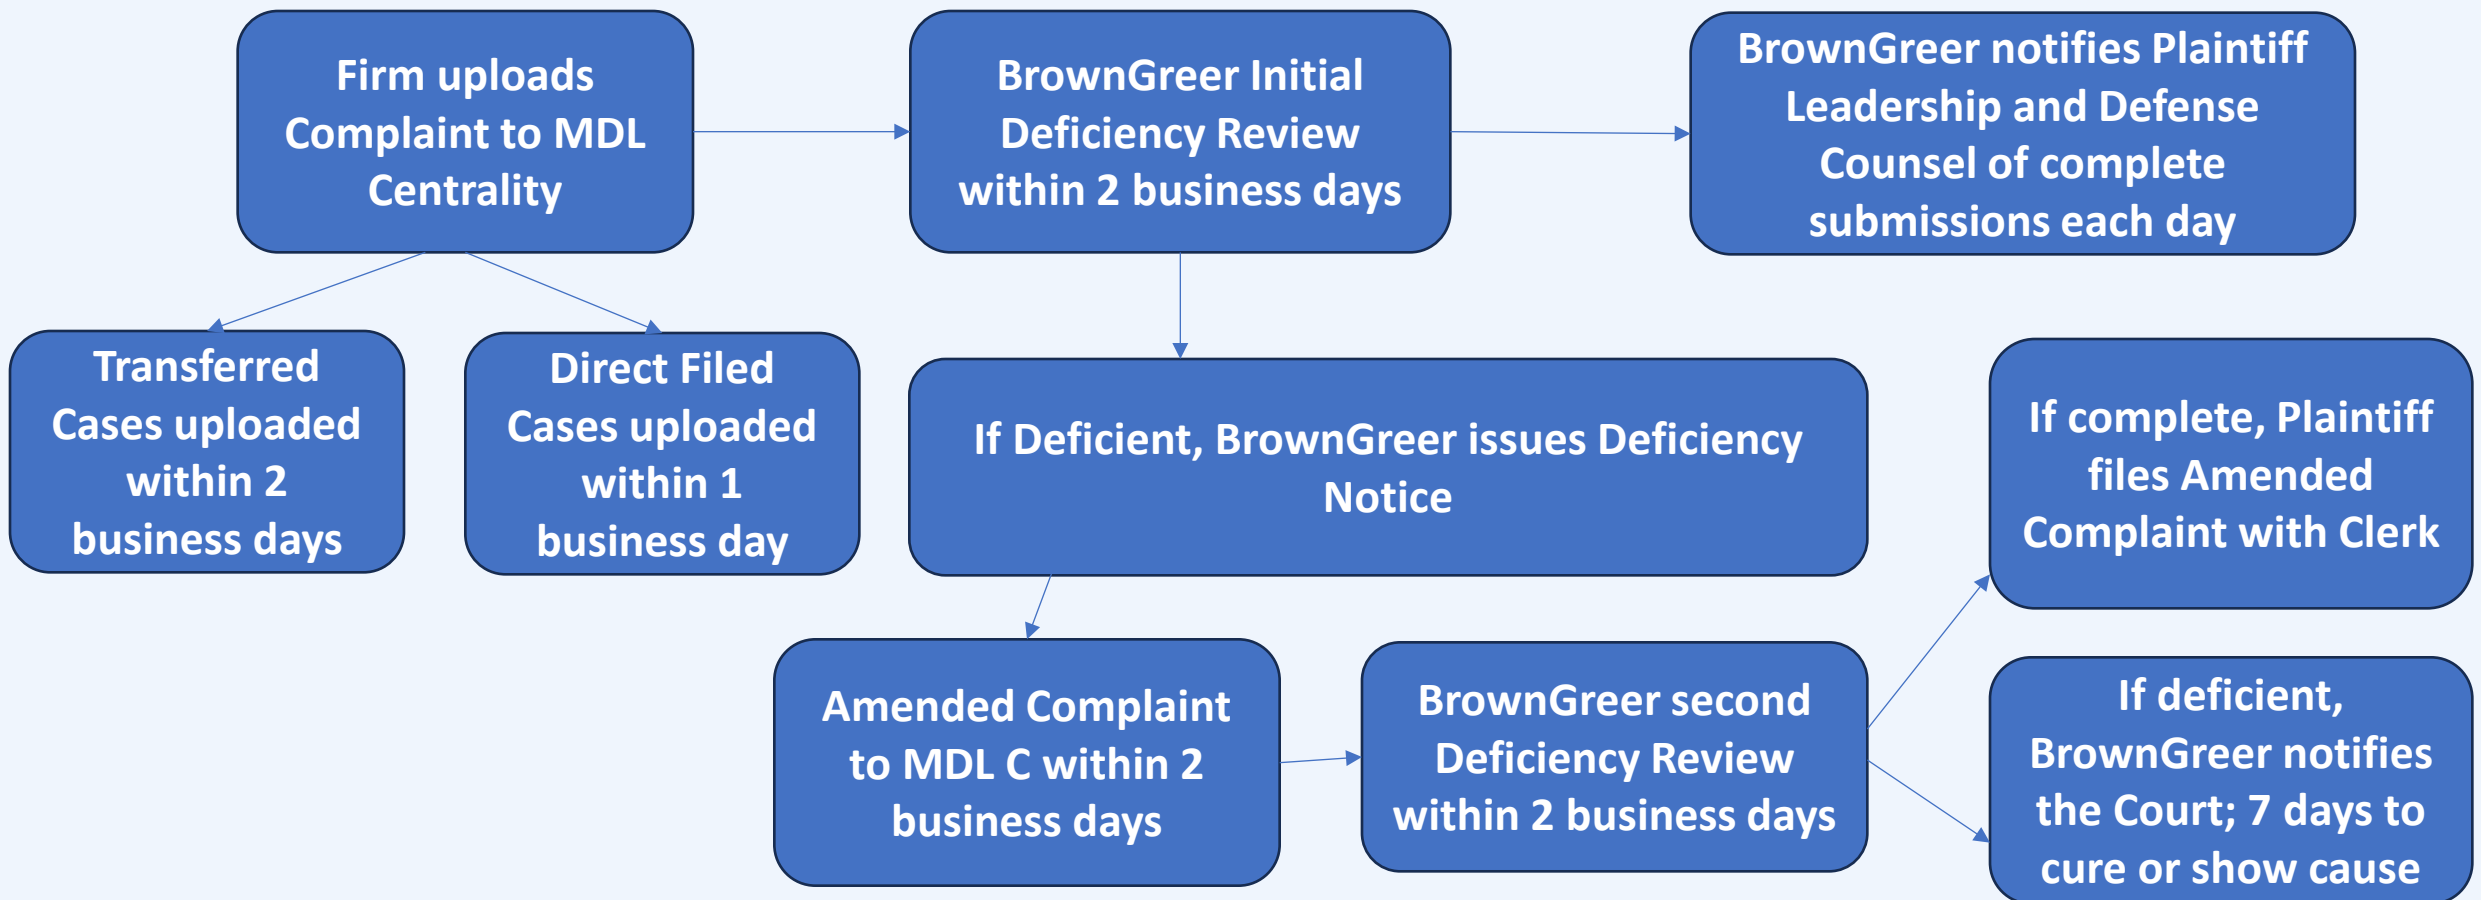 Firm uploads
Complaint to MDL
Centrality
BrownGreer Initial
Deficiency Review
within 2 business days
BrownGreer notifies Plaintiff
Leadership and Defense
Counsel of complete
submissions each day
Transferred
Cases uploaded
within 2
business days
Direct Filed
Cases uploaded
within 1
business day
If Deficient, BrownGreer issues Deficiency
Notice
If complete, Plaintiff
files Amended
Complaint with Clerk
Amended Complaint
to MDL C within 2
business days
BrownGreer second
Deficiency Review
within 2 business days
If deficient,
BrownGreer notifies
the Court; 7 days to
cure or show cause